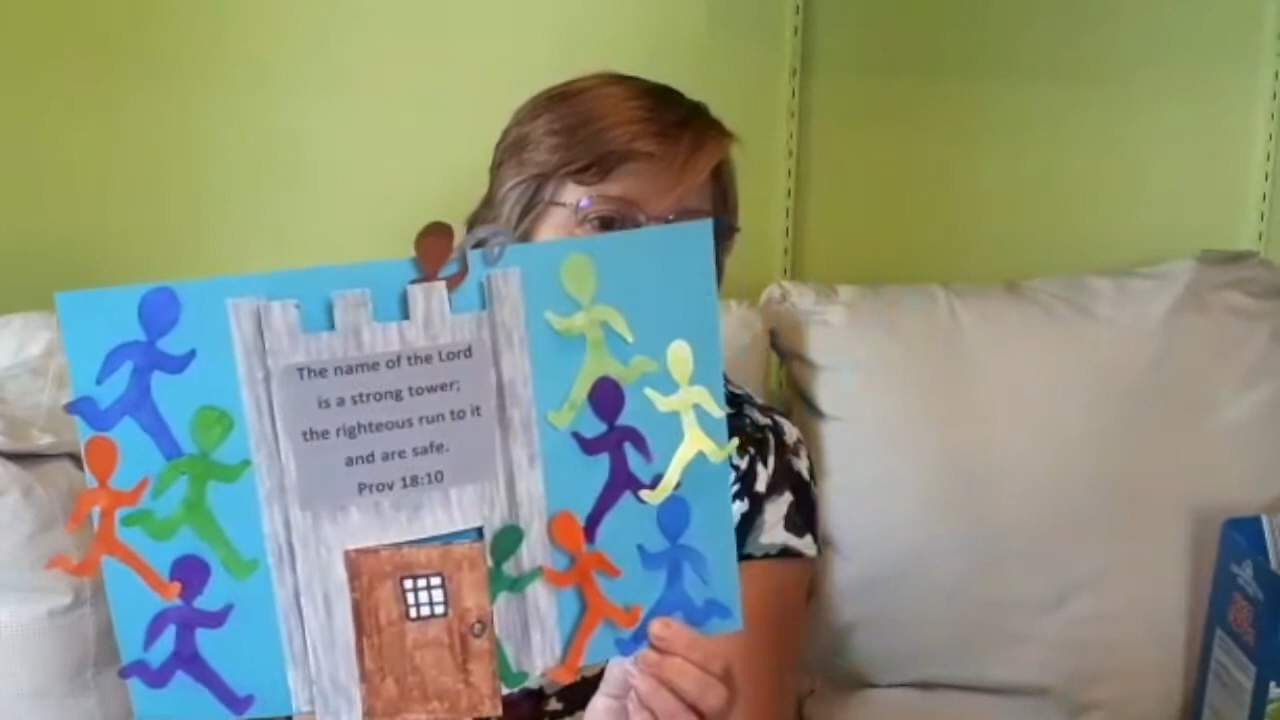 The name of the Lord
is a strong tower;
the righteous run to it
and are safe.
Prov 18:10